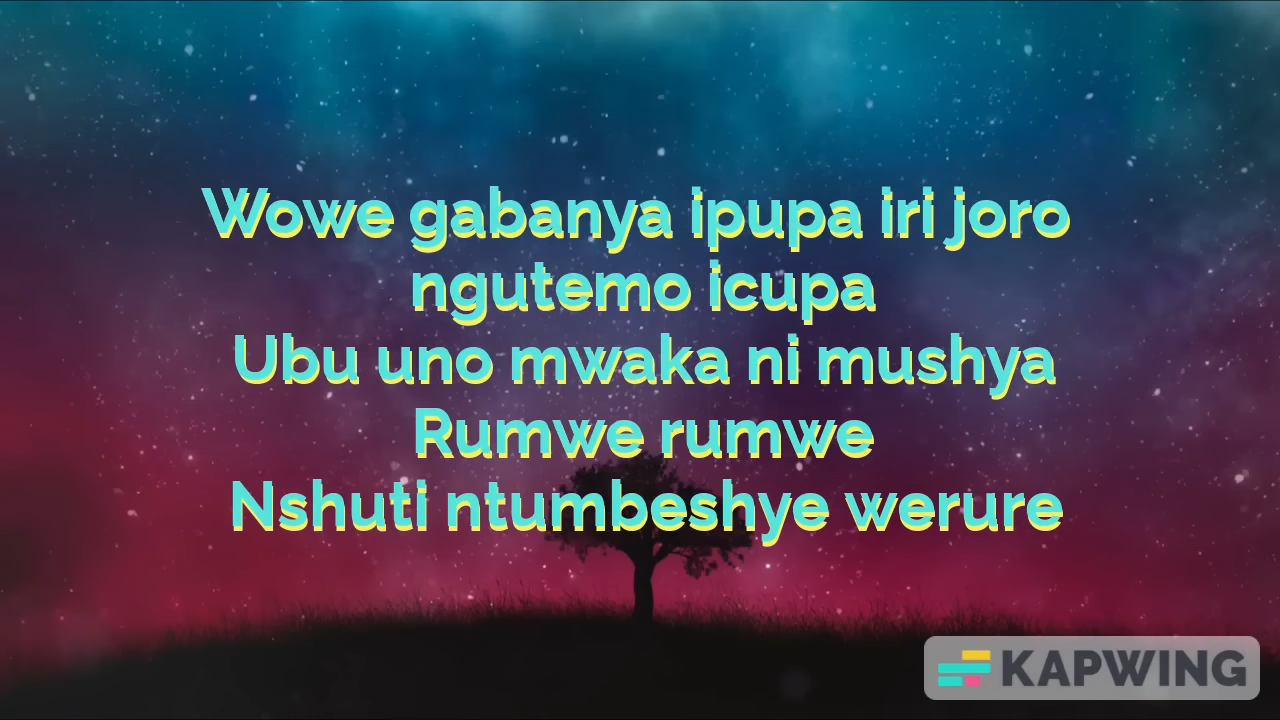 Wowe gabanya ipupa iri joro
ngutemo icupa
Ubu uno mwaka ni mushya
Rumwe rumwe
Nshuti ntumbeshye werure
KAPWING